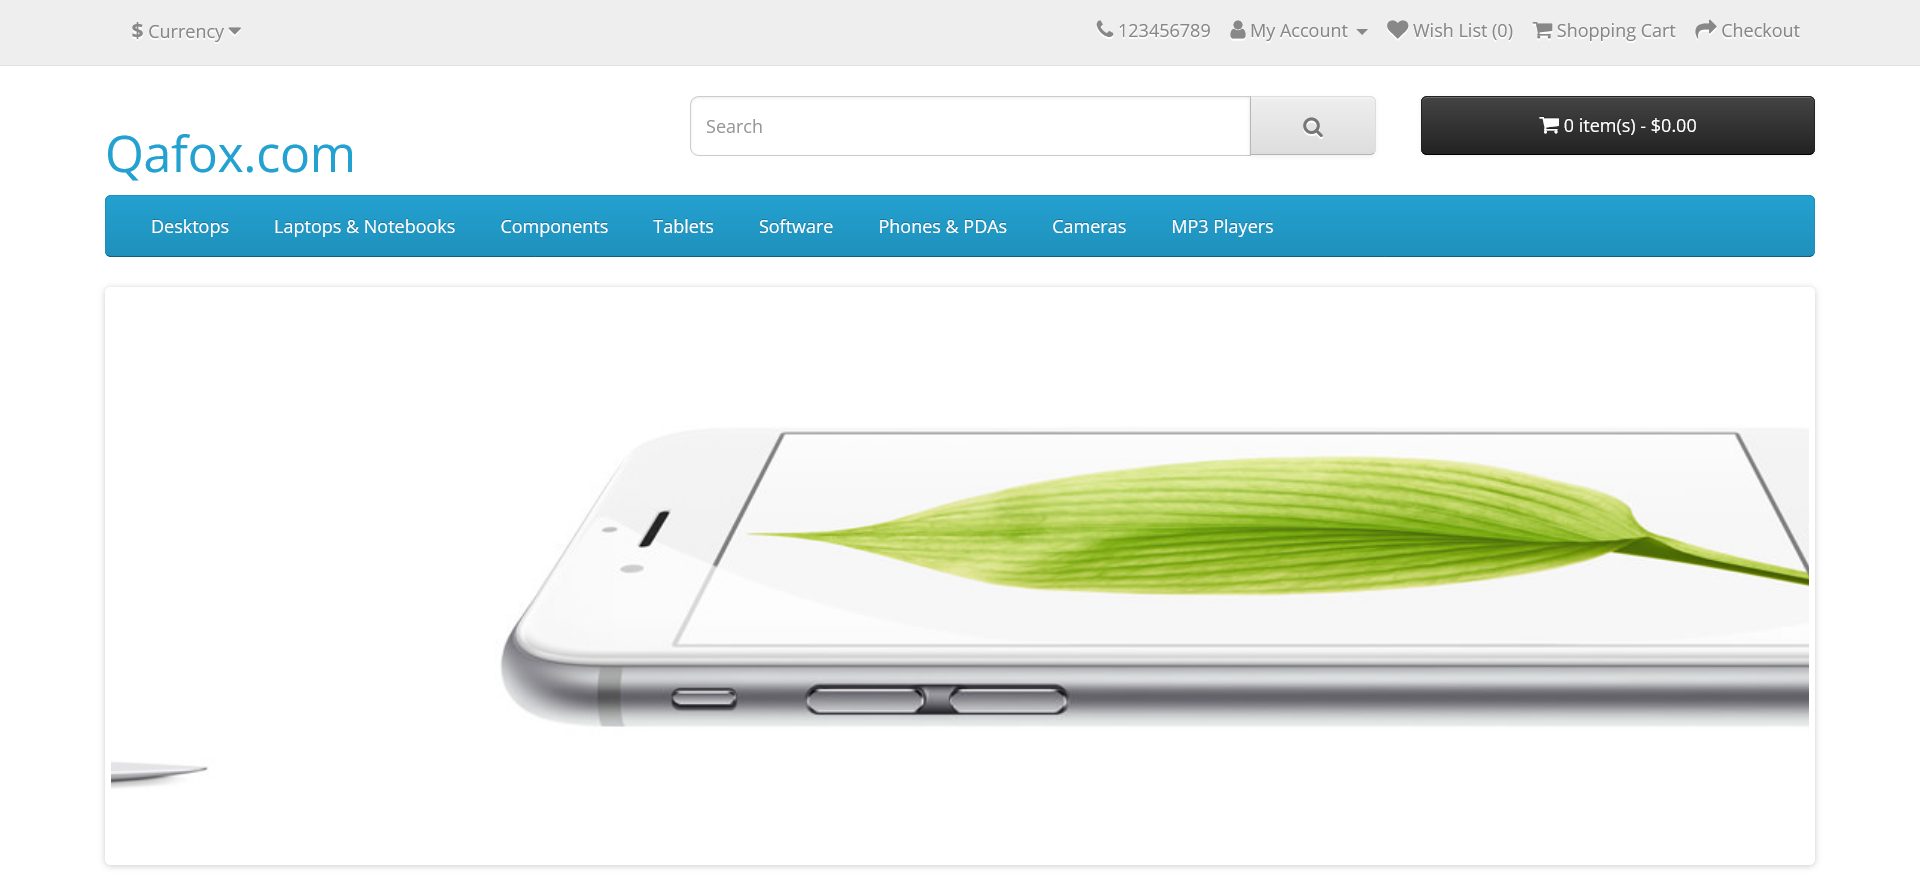 $ Currency
123456789 My Account Wish List (0) Shopping Cart Checkout
Search
0 item(s) - $0.00
Qafox.com
Desktops Laptops & Notebooks Components Tablets Software Phones & PDAs Cameras MP3 Players